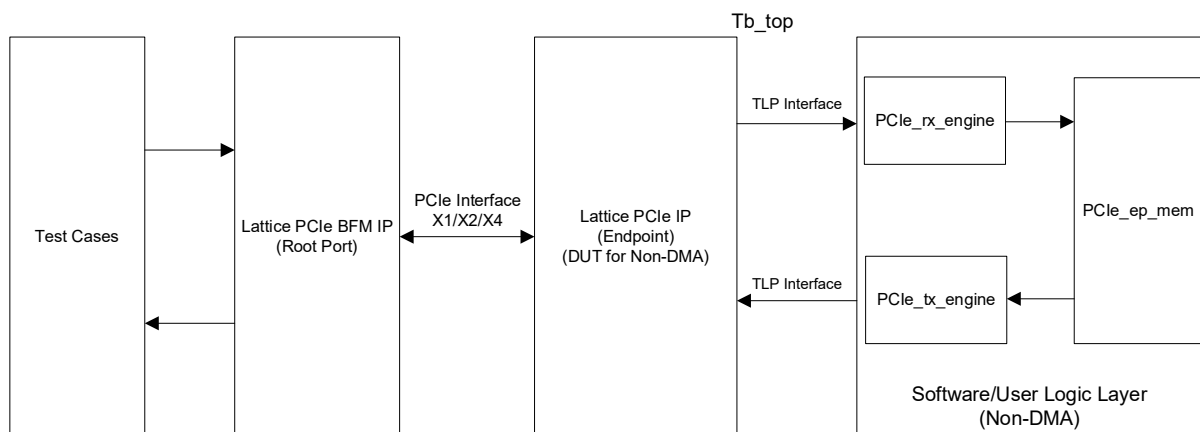 Tb_top
Test Cases
Lattice PCIe BFM IP
(Root Port)
PCIe Interface
X1/X2/X4
Lattice PCIe IP
(Endpoint)
(DUT for Non-DMA)
TLP Interface
TLP Interface
PCIe_rx_engine
PCIe_tx_engine
PCIe_ep_mem
Software/User Logic Layer
(Non-DMA)